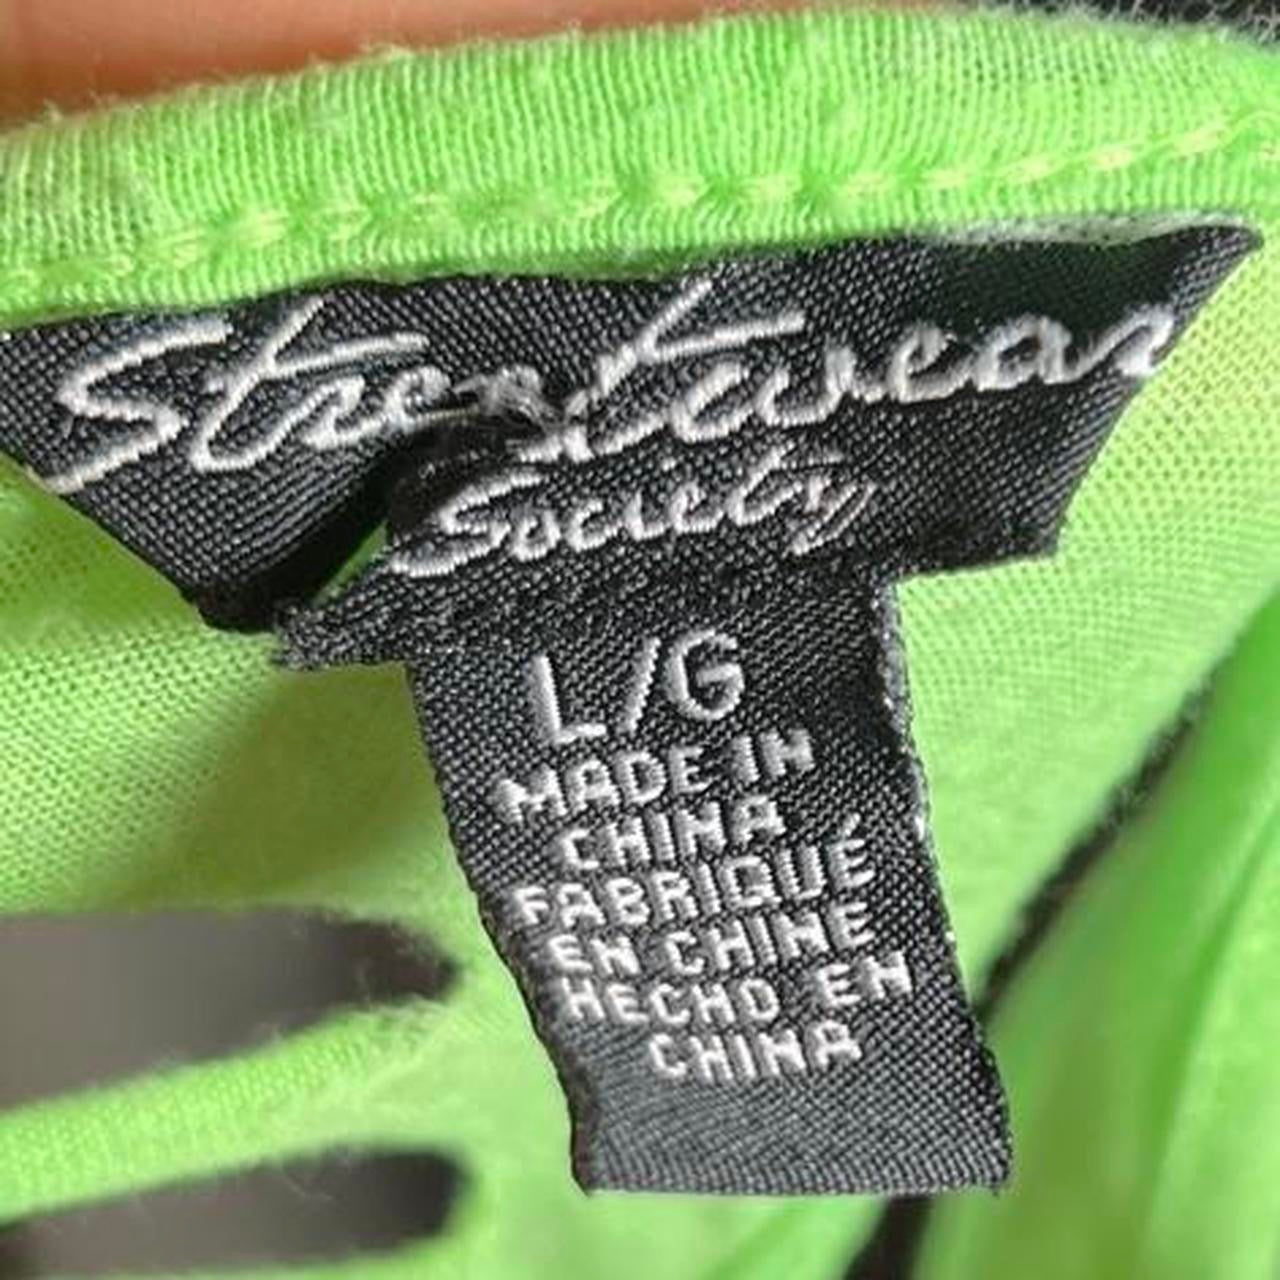 Streetwear
Society
L/G
MADE IN
CHINA
FABRIQUÉ
EN CHINE
HECHO EN
CHINA